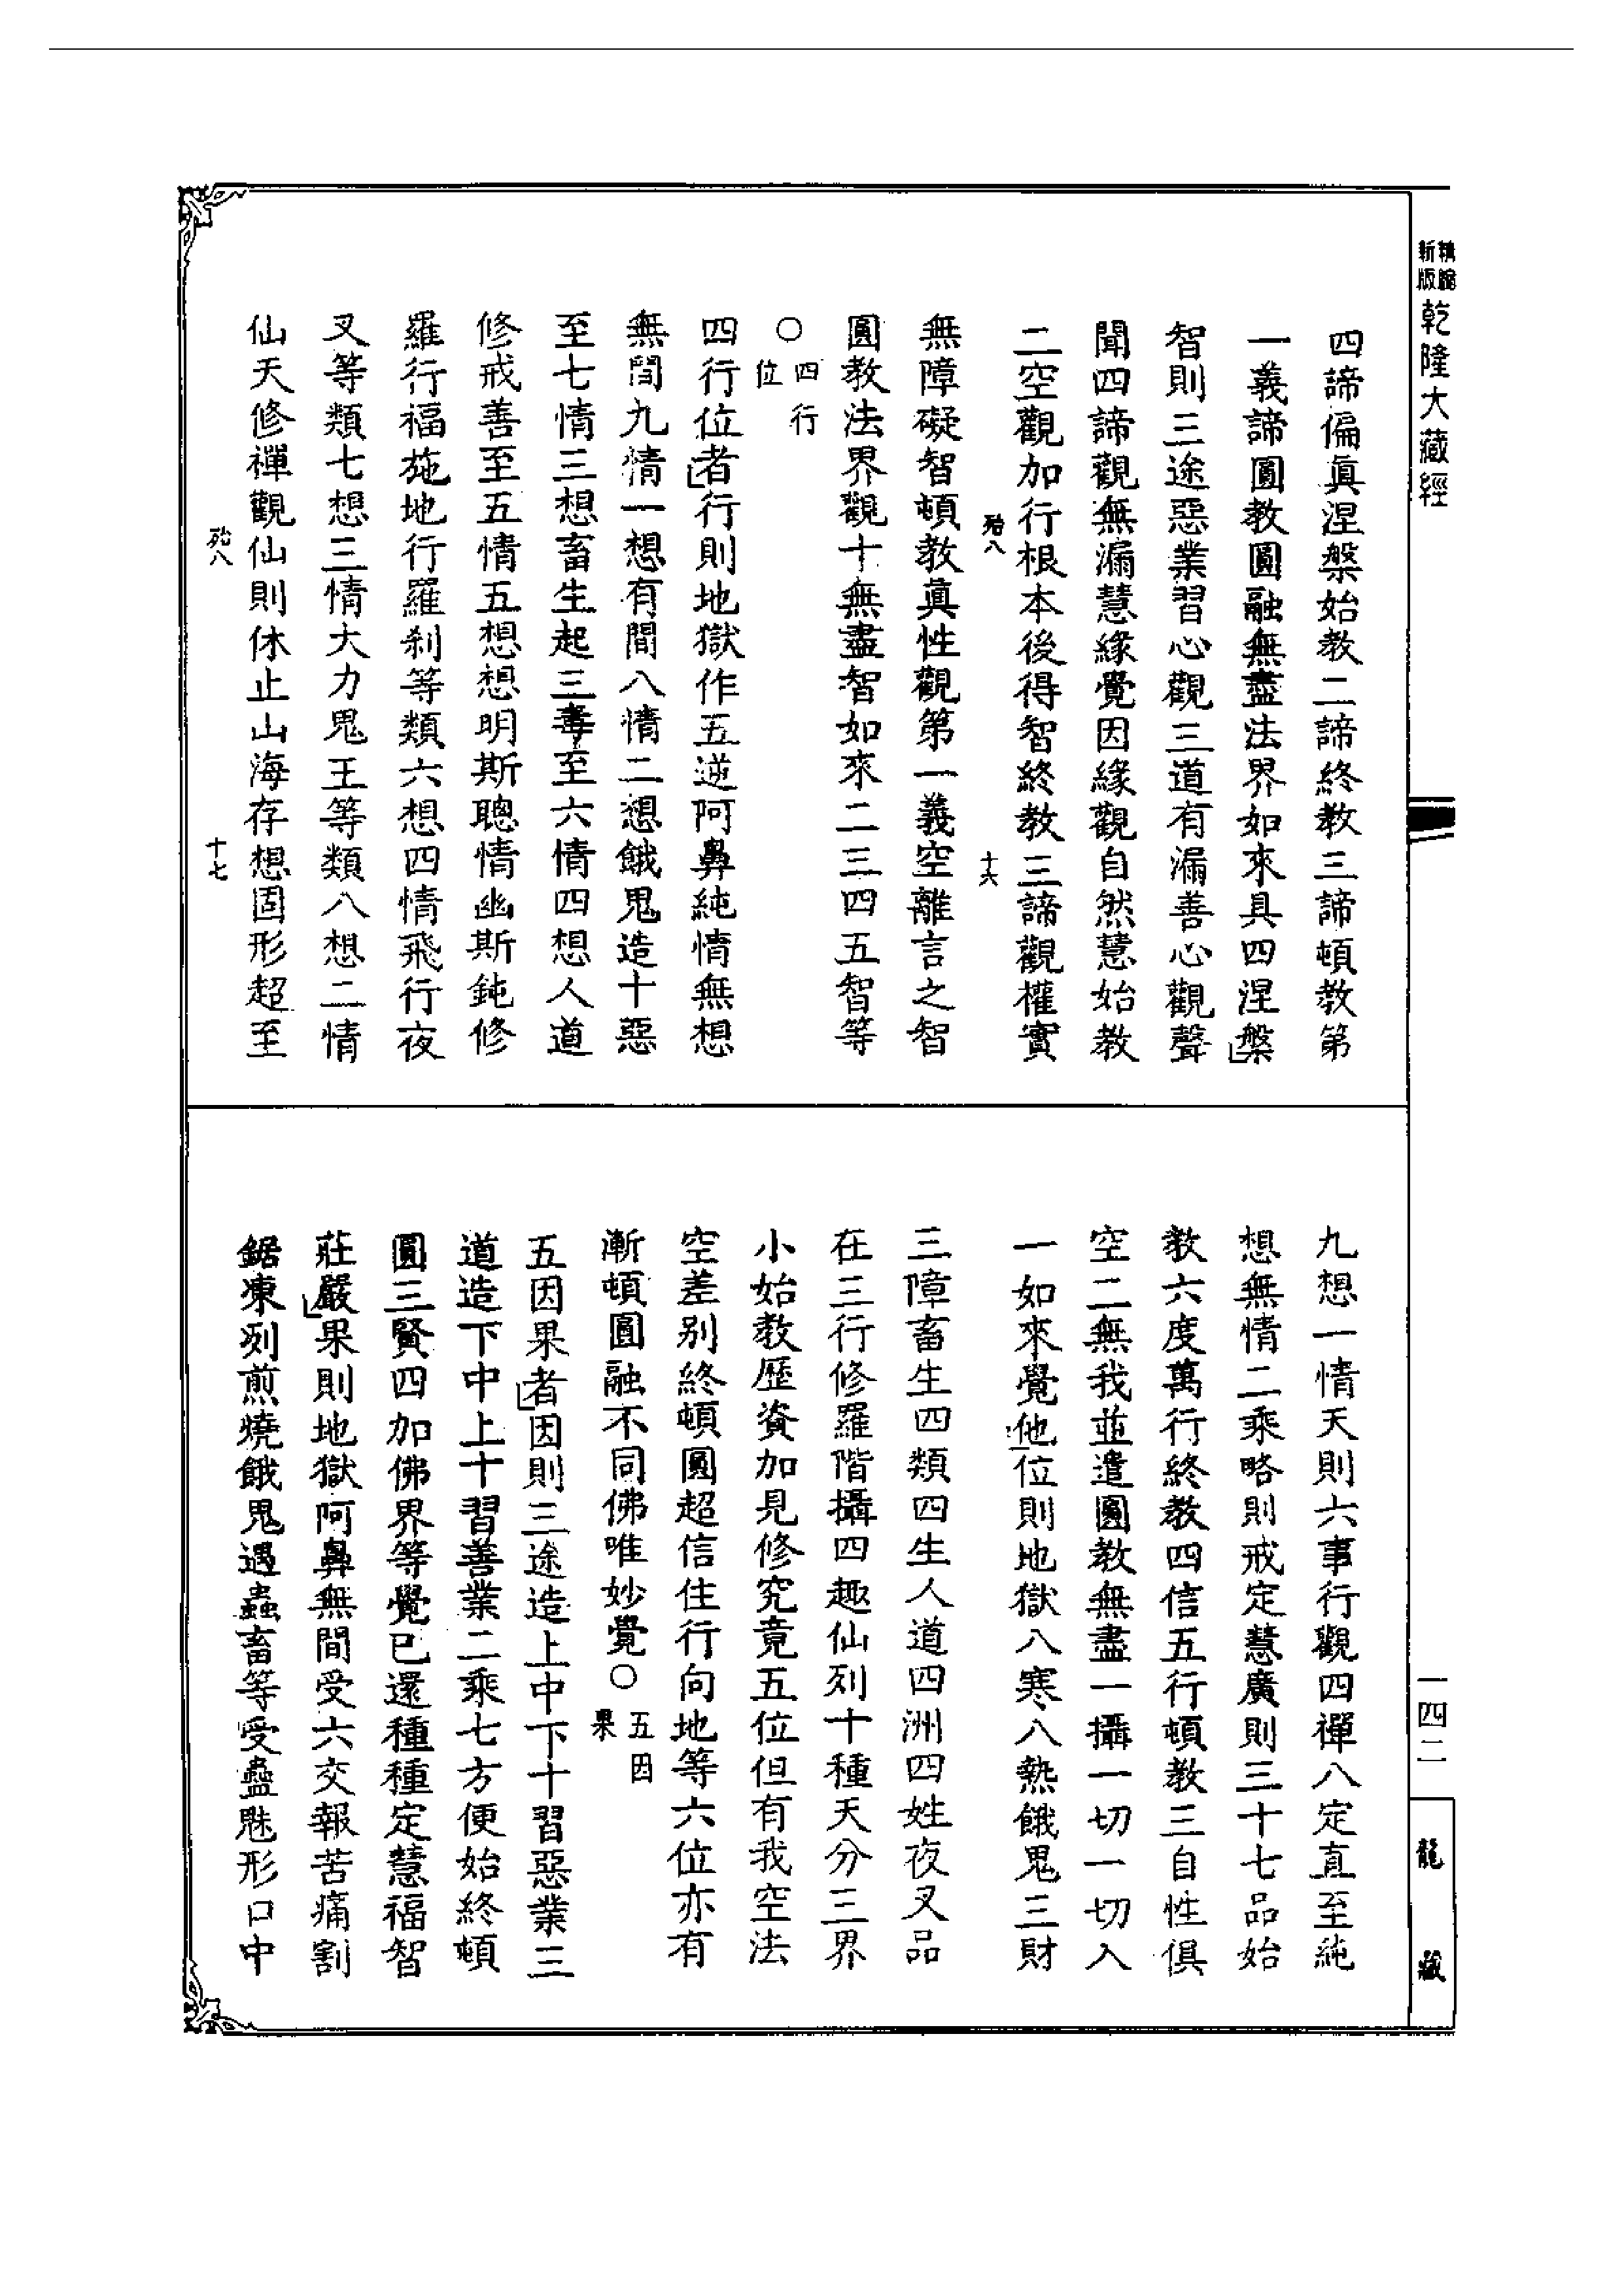 精縮新版 乾隆大藏經
四諦偏眞涅槃始教二諦終教三諦頓教第
一義諦圓教圓融無盡法界如來具四涅槃
智則三途惡業習心觀三道有漏善心觀聲
聞四諦觀無漏慧緣覺因緣觀自然慧始教
二空觀加行根本後得智終教三諦觀權實
殆八 十六
無障礙智頓教眞性觀第一義空離言之智
圓教法界觀十無盡智如來二三四五智等
○四行位
四行位者行則地獄作五逆阿鼻純情無想
無間九情一想有間八情二想餓鬼造十惡
至七情三想畜生起三毒至六情四想人道
修戒善至五情五想想明斯聰情幽斯鈍修
羅行福施地行羅刹等類六想四情飛行夜
叉等類七想三情大力鬼王等類八想二情
仙天修禪觀仙則休止山海存想固形超至
殆八 十七
九想一情天則六事行觀四禪八定直至純
想無情二乘略則戒定慧廣則三十七品始
教六度萬行終教四信五行頓教三自性俱
空二無我並遣圓教無盡一攝一切一切入
一如來覺他位則地獄八寒八熱餓鬼三財
三障畜生四類四生人道四洲四姓夜叉品
在三行修羅階攝四趣仙列十種天分三界
小始教歷資加見修究竟五位但有我空法
空差別終頓圓超信住行向地等六位亦有
漸頓圓融不同佛唯妙覺○五因果
五因果者因則三途造上中下十習惡業三
道造下中上十習善業二乘七方便始終頓
圓三賢四加佛界等覺已還種種定慧福智
莊嚴果則地獄阿鼻無間受六交報苦痛割
鋸凍列煎燒餓鬼遇蟲畜等受蠱魅形口中
一四二
龍藏